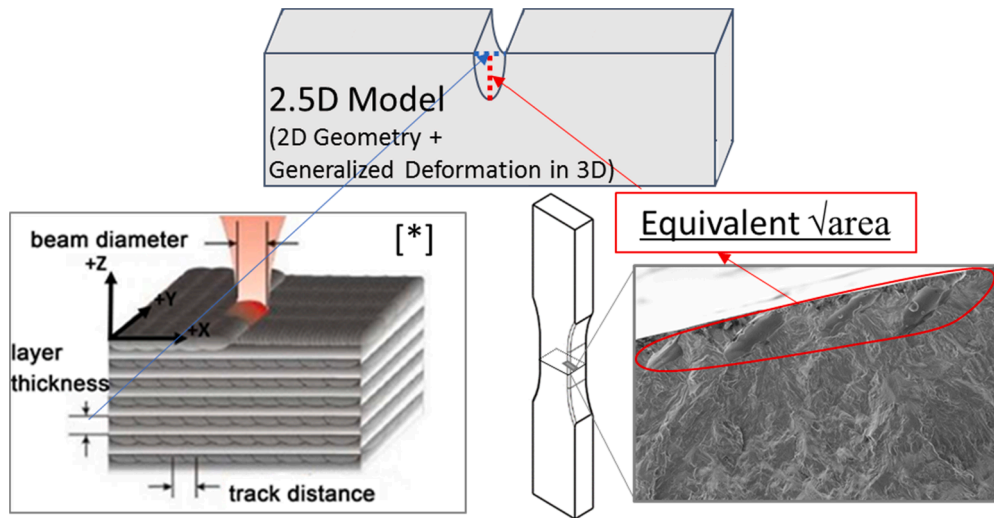 2.5D Model
(2D Geometry +
Generalized Deformation in 3D)
[*]
beam diameter
+Z
+Y
+X
layer
thickness
track distance
Equivalent √area